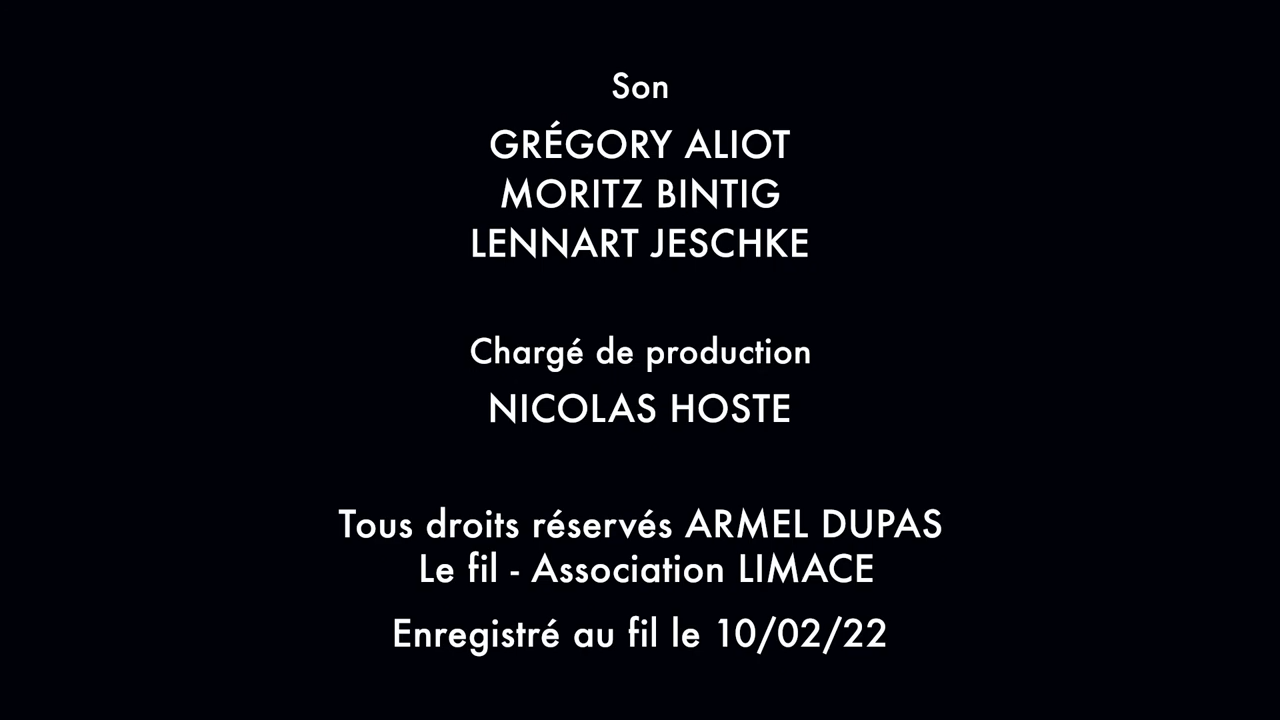 Son
GRÉGORY ALIOT
MORITZ BINTIG
LENNART JESCHKE
Chargé de production
NICOLAS HOSTE
Tous droits réservés ARMEL DUPAS
Le fil - Association LIMACE
Enregistré au fil le 10/02/22